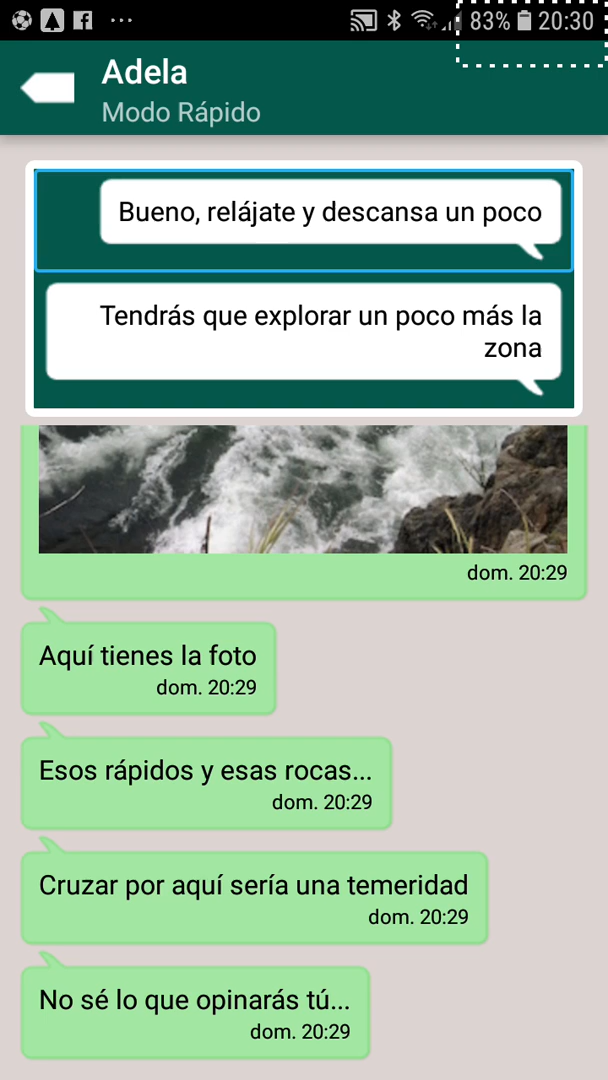 83% 20:30
Adela
Modo Rápido
Bueno, relájate y descansa un poco
Tendrás que explorar un poco más la
zona
dom. 20:29
Aquí tienes la foto
dom. 20:29
Esos rápidos y esas rocas...
dom. 20:29
Cruzar por aquí sería una temeridad
dom. 20:29
No sé lo que opinarás tú...
dom. 20:29